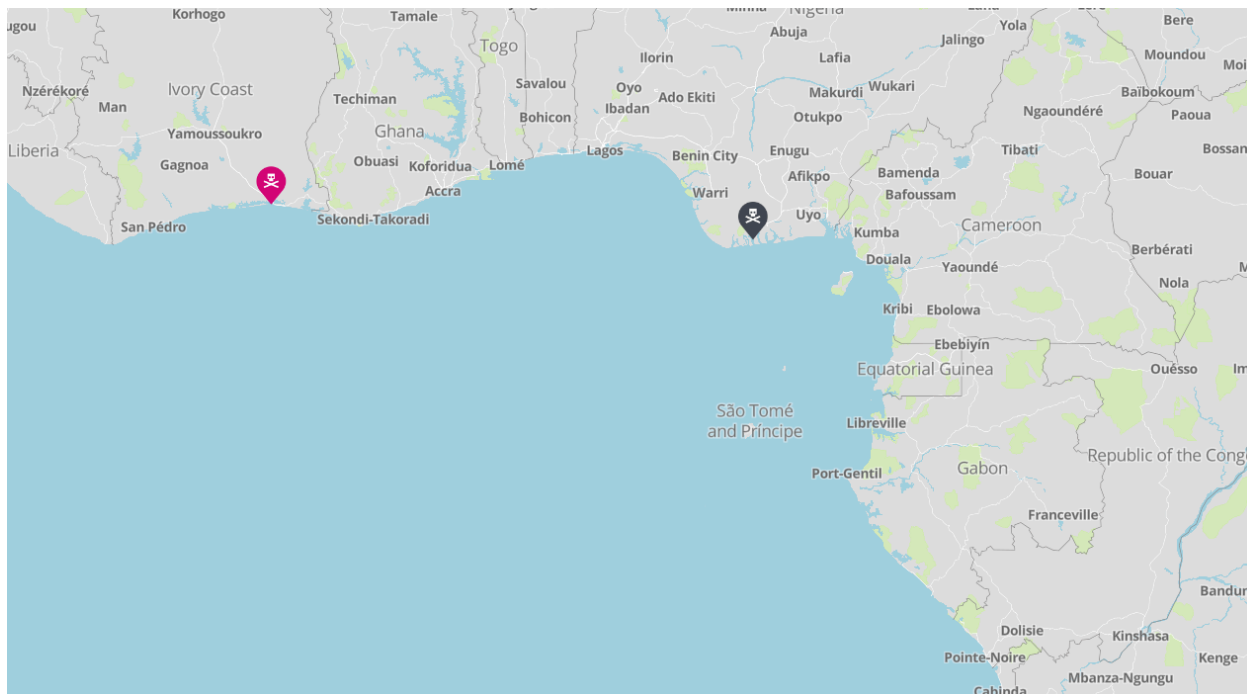 Korhogo
Tamale
Minna
Nigeria
Yola
Bere
ougou
Togo
Abuja
Jalingo
Moundou
Ilorin
Lafia
Nzérékoré
Ivory Coast
Savalou
Oyo
Makurdi
Wukari
Baïbokoum
Man
Techiman
Ibadan
Ado Ekiti
Ngaoundéré
Paoua
Yamoussoukro
Ghana
Bohicon
Otukpo
Liberia
Gagnoa
Obuasi
Koforidua
Lomé
Lagos
Benin City
Enugu
Tibati
Bossan
Accra
Warri
Afikpo
Bamenda
Bouar
Bafoussam
San Pédro
Sekondi-Takoradi
Uyo
Kumba
Cameroon
Berbérati
Douala
Yaoundé
Nola
Kribi
Ebolowa
Ebebiyín
Equatorial Guinea
Ouésso
São Tomé
and Príncipe
Libreville
Republic of the Cong
Port-Gentil
Gabon
Franceville
Bandun
Dolisie
Kinshasa
Pointe-Noire
Kenge
Mbanza-Ngungu
Cabinda